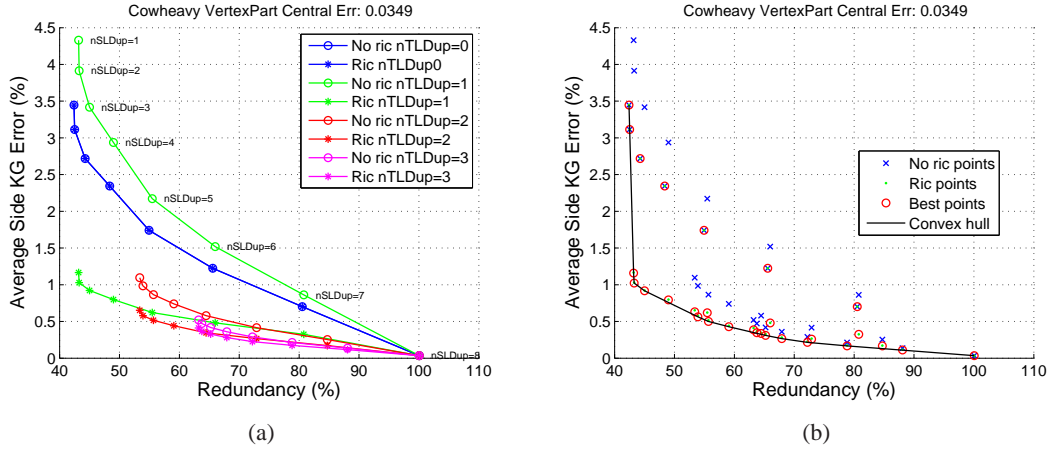 Cowheavy VertexPart Central Err: 0.0349
4.5
4
3.5
3
2.5
2
1.5
1
0.5
0
Average Side KG Error (%)
nSLDup=1
nSLDup=2
nSLDup=3
nSLDup=4
nSLDup=5
nSLDup=6
nSLDup=7
nSLDup=8
No ric nTLDup=0
Ric nTLDup0
No ric nTLDup=1
Ric nTLDup=1
No ric nTLDup=2
Ric nTLDup=2
No ric nTLDup=3
Ric nTLDup=3
40 50 60 70 80 90 100 110
Redundancy (%)
(a)
Cowheavy VertexPart Central Err: 0.0349
4.5
4
3.5
3
2.5
2
1.5
1
0.5
0
Average Side KG Error (%)
No ric points
Ric points
Best points
Convex hull
40 50 60 70 80 90 100 110
Redundancy (%)
(b)